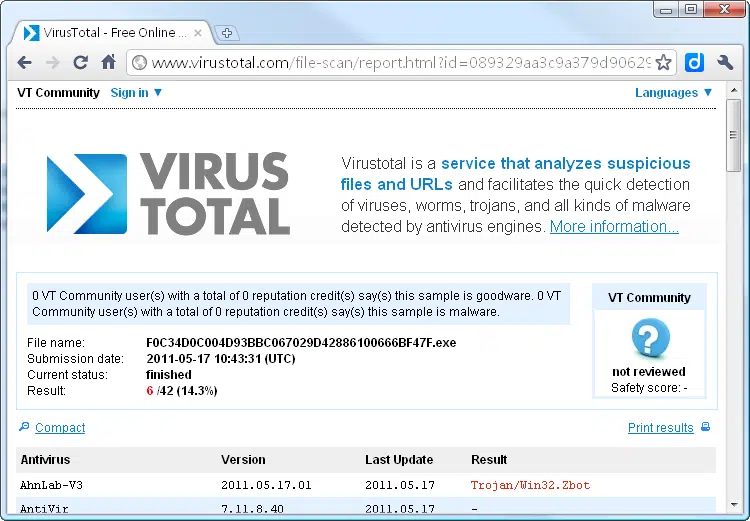 VirusTotal - Free Online ...
www.virustotal.com/file-scan/report.html?id=089329aa3c9a379d90629
VT Community Sign in ▼ Languages ▼
VIRUS
TOTAL
Virustotal is a service that analyzes suspicious
files and URLs and facilitates the quick detection
of viruses, worms, trojans, and all kinds of malware
detected by antivirus engines. More information...
0 VT Community user(s) with a total of 0 reputation credit(s) say(s) this sample is goodware. 0 VT
Community user(s) with a total of 0 reputation credit(s) say(s) this sample is malware.
VT Community
File name: F0C34D0C004D93BBC067029D42886100666BF47F.exe
Submission date: 2011-05-17 10:43:31 (UTC)
Current status: finished
Result: 6 /42 (14.3%)
not reviewed
Safety score: -
Compact Print results
Antivirus Version Last Update Result
AhnLab-V3 2011.05.17.01 2011.05.17 Trojan/Win32.Zbot
AntiVir 7.11.8.40 2011.05.17 -